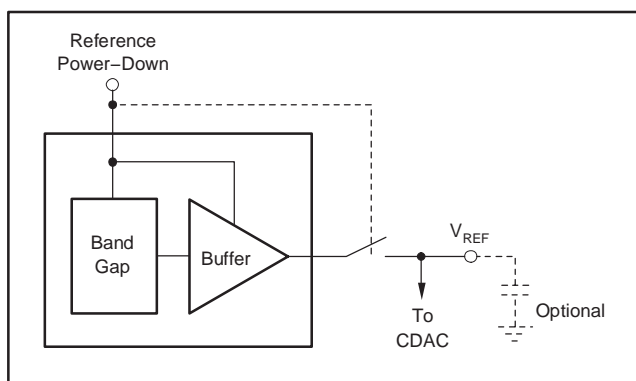 Reference
Power–Down
Band
Gap
Buffer
VREF
To
CDAC
Optional